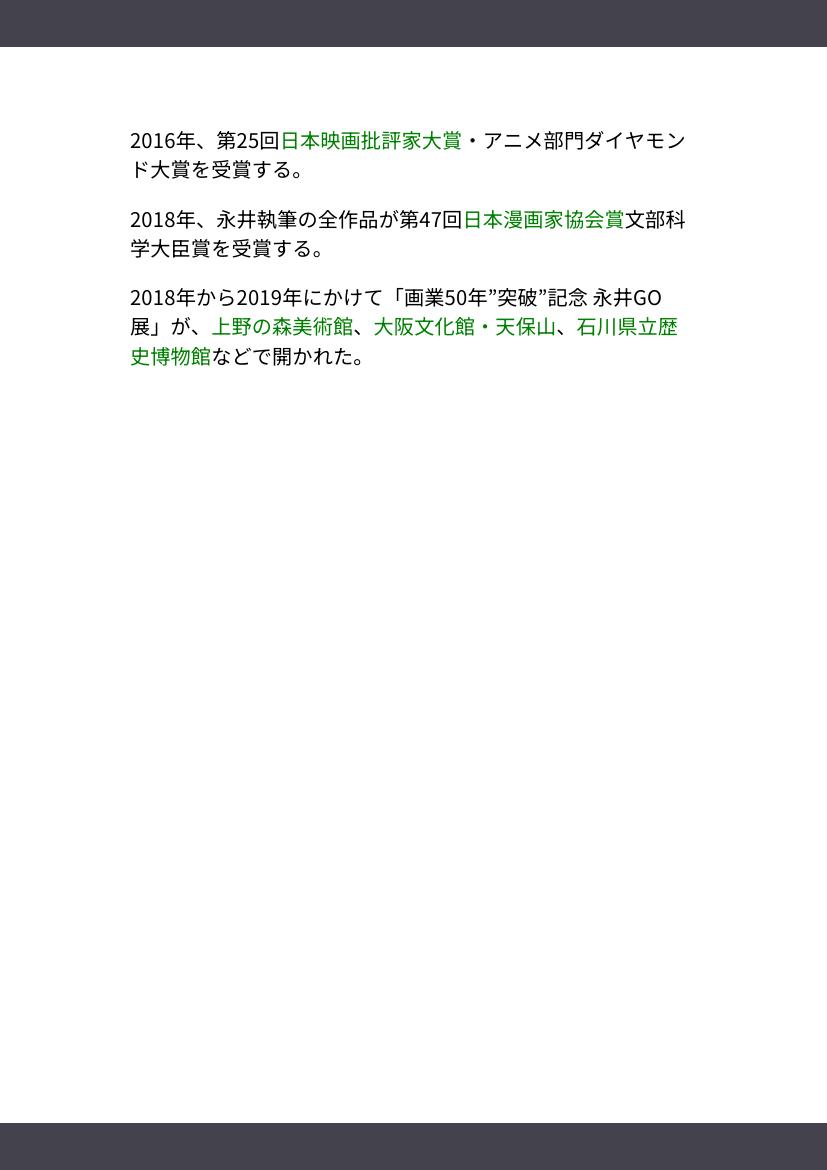 2016年、第25回日本映画批評家大賞・アニメ部門ダイヤモン
ド大賞を受賞する。
2018年、永井執筆の全作品が第47回日本漫画家協会賞文部科
学大臣賞を受賞する。
2018年から2019年にかけて「画業50年”突破”記念 永井GO
展」が、上野の森美術館、大阪文化館・天保山、石川県立歴
史博物館などで開かれた。